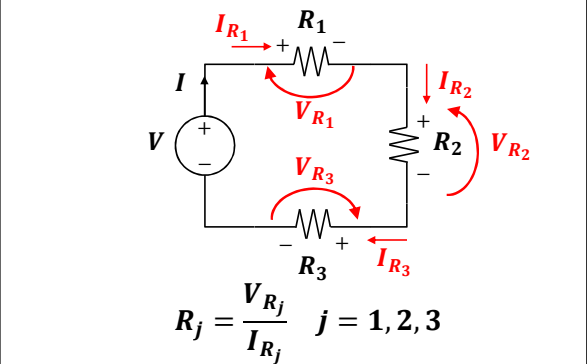 I_{R_1} + R_1 −
I
V_{R_1}
I_{R_2}
V + −
+ R_2 − V_{R_2}
V_{R_3}
− +
R_3 I_{R_3}
R_j = \frac{V_{R_j}}{I_{R_j}} j = 1, 2, 3